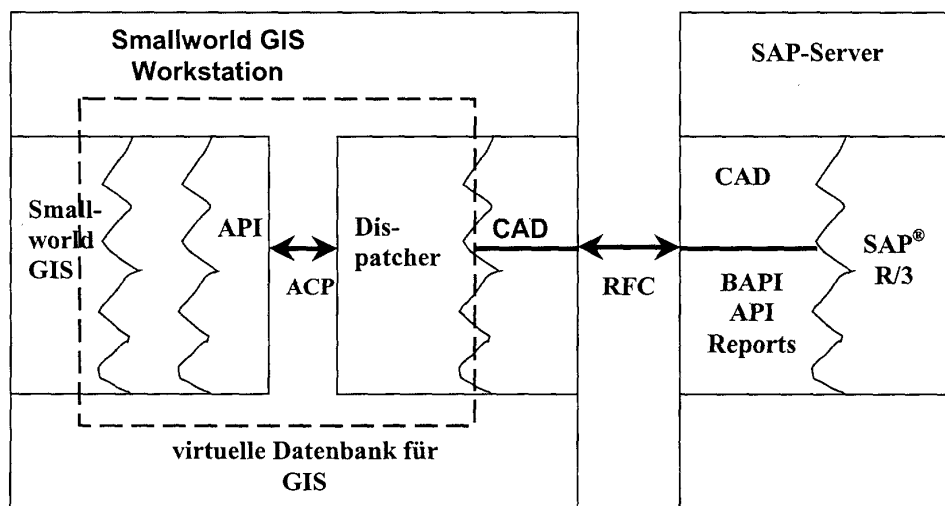 Smallworld GIS
Workstation
SAP-Server
Small-
world
GIS
API
ACP
Dis-
patcher
CAD
RFC
CAD
BAPI
API
Reports
SAP®
R/3
virtuelle Datenbank für
GIS